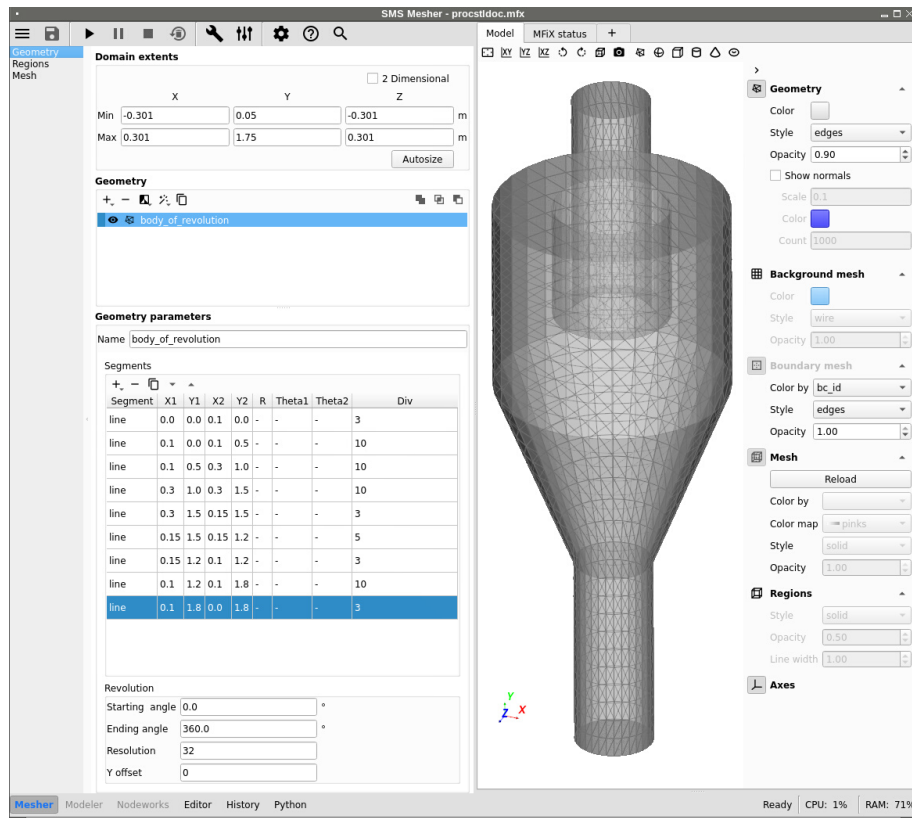 SMS Mesher - procstldoc.mfx
Geometry
Regions
Mesh
Domain extents
2 Dimensional
X Y Z
Min -0.301 0.05 -0.301 m
Max 0.301 1.75 0.301 m
Autosize
Geometry
body_of_revolution
Geometry parameters
Name body_of_revolution
Segments
Segment X1 Y1 X2 Y2 R Theta1 Theta2 Div
line 0.0 0.0 0.1 0.0 - - - 3
line 0.1 0.0 0.1 0.5 - - - 10
line 0.1 0.5 0.3 1.0 - - - 10
line 0.3 1.0 0.3 1.5 - - - 10
line 0.3 1.5 0.15 1.5 - - - 3
line 0.15 1.5 0.15 1.2 - - - 5
line 0.15 1.2 0.1 1.2 - - - 3
line 0.1 1.2 0.1 1.8 - - - 10
line 0.1 1.8 0.0 1.8 - - - 3
Revolution
Starting angle 0.0 °
Ending angle 360.0 °
Resolution 32
Y offset 0
Model MFiX status +
XY YZ XZ
Y
Z X
Geometry
Color
Style edges
Opacity 0.90
Show normals
Scale 0.1
Color
Count 1000
Background mesh
Color
Style wire
Opacity 1.00
Boundary mesh
Color by bc_id
Style edges
Opacity 1.00
Mesh
Reload
Color by
Color map pinks
Style solid
Opacity 1.00
Regions
Style solid
Opacity 0.50
Line width 1.00
Axes
Mesher Modeler Nodeworks Editor History Python Ready CPU: 1% RAM: 71%